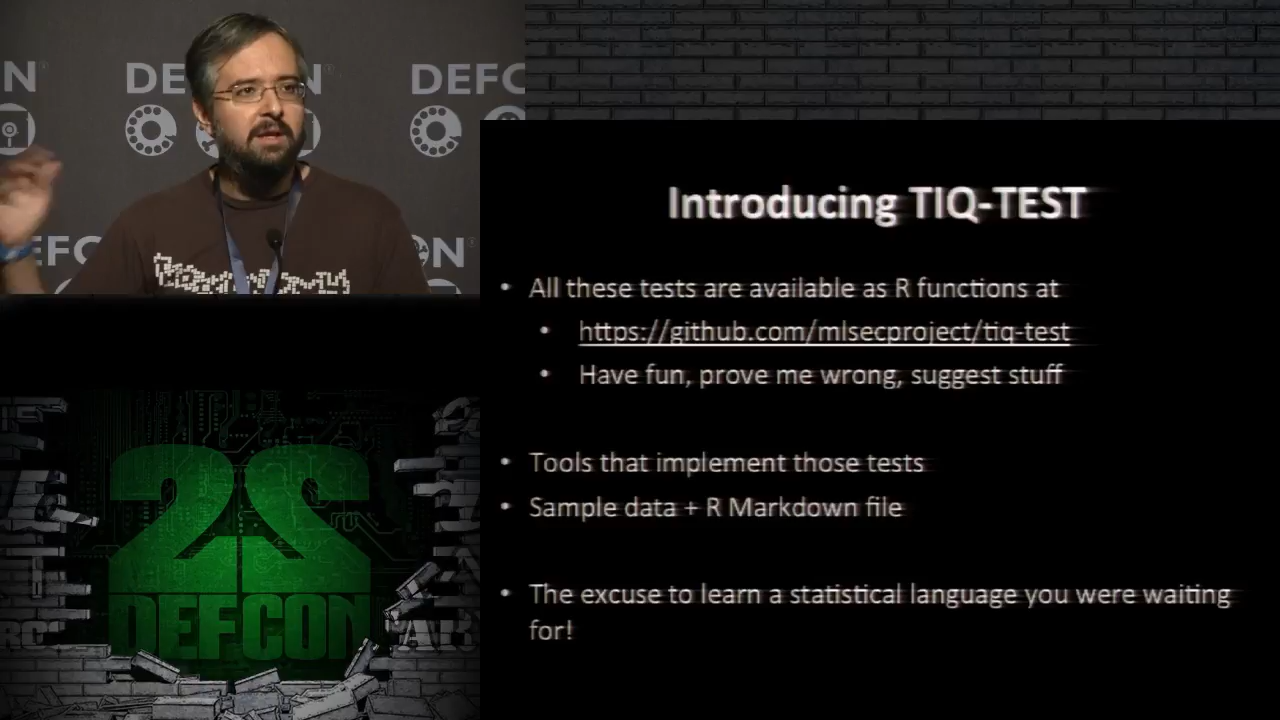 DEFCON
DEFC
Introducing TIQ-TEST
• All these tests are available as R functions at
• https://github.com/mlsecproject/tiq-test
• Have fun, prove me wrong, suggest stuff
• Tools that implement those tests
• Sample data + R Markdown file
• The excuse to learn a statistical language you were waiting
for!
22
DEFCON